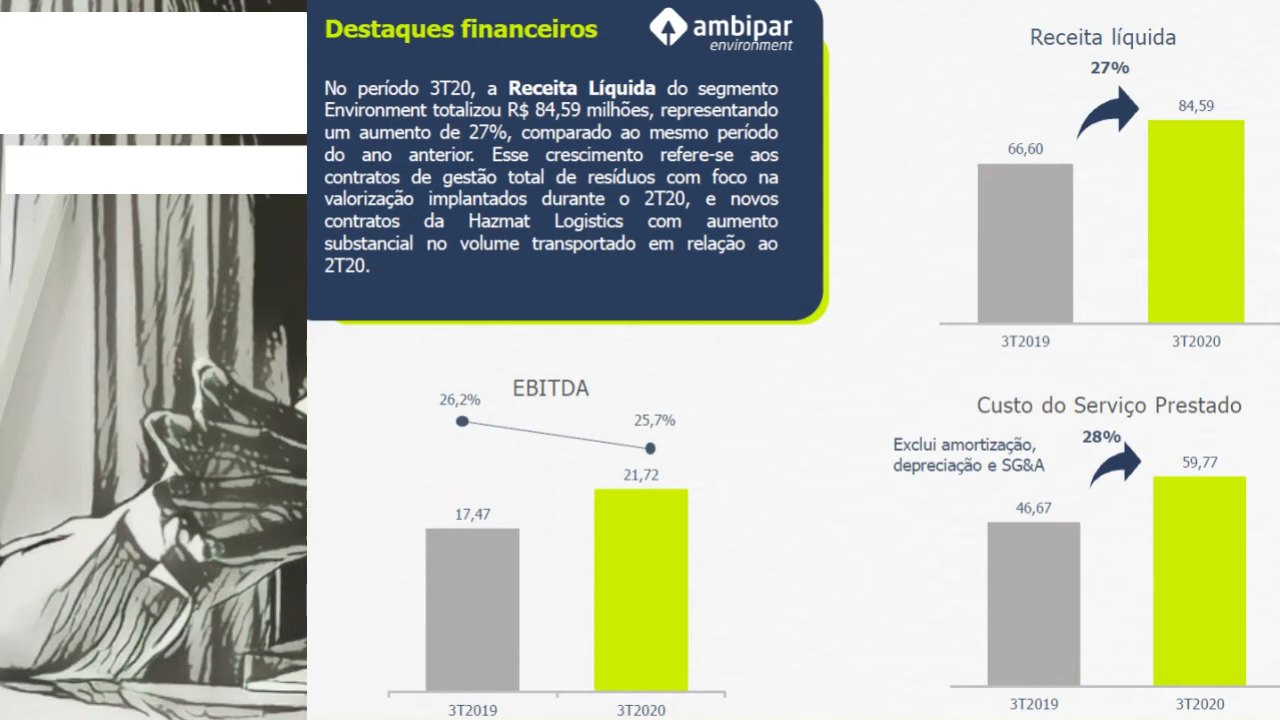 Destaques financeiros
ambipar
environment
No período 3T20, a Receita Líquida do segmento
Environment totalizou R$ 84,59 milhões, representando
um aumento de 27%, comparado ao mesmo período
do ano anterior. Esse crescimento refere-se aos
contratos de gestão total de resíduos com foco na
valorização implantados durante o 2T20, e novos
contratos da Hazmat Logistics com aumento
substancial no volume transportado em relação ao
2T20.
Receita líquida
27%
84,59
66,60
3T2019
3T2020
EBITDA
26,2%
25,7%
21,72
17,47
3T2019
3T2020
Custo do Serviço Prestado
Exclui amortização,
depreciação e SG&A
28%
59,77
46,67
3T2019
3T2020